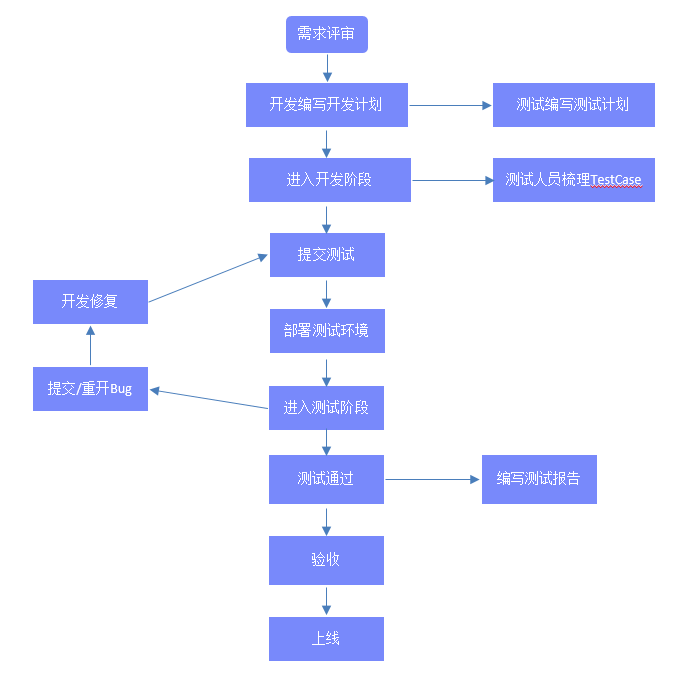 需求评审
开发编写开发计划
测试编写测试计划
进入开发阶段
测试人员梳理TestCase
提交测试
开发修复
部署测试环境
提交/重开Bug
进入测试阶段
测试通过
编写测试报告
验收
上线